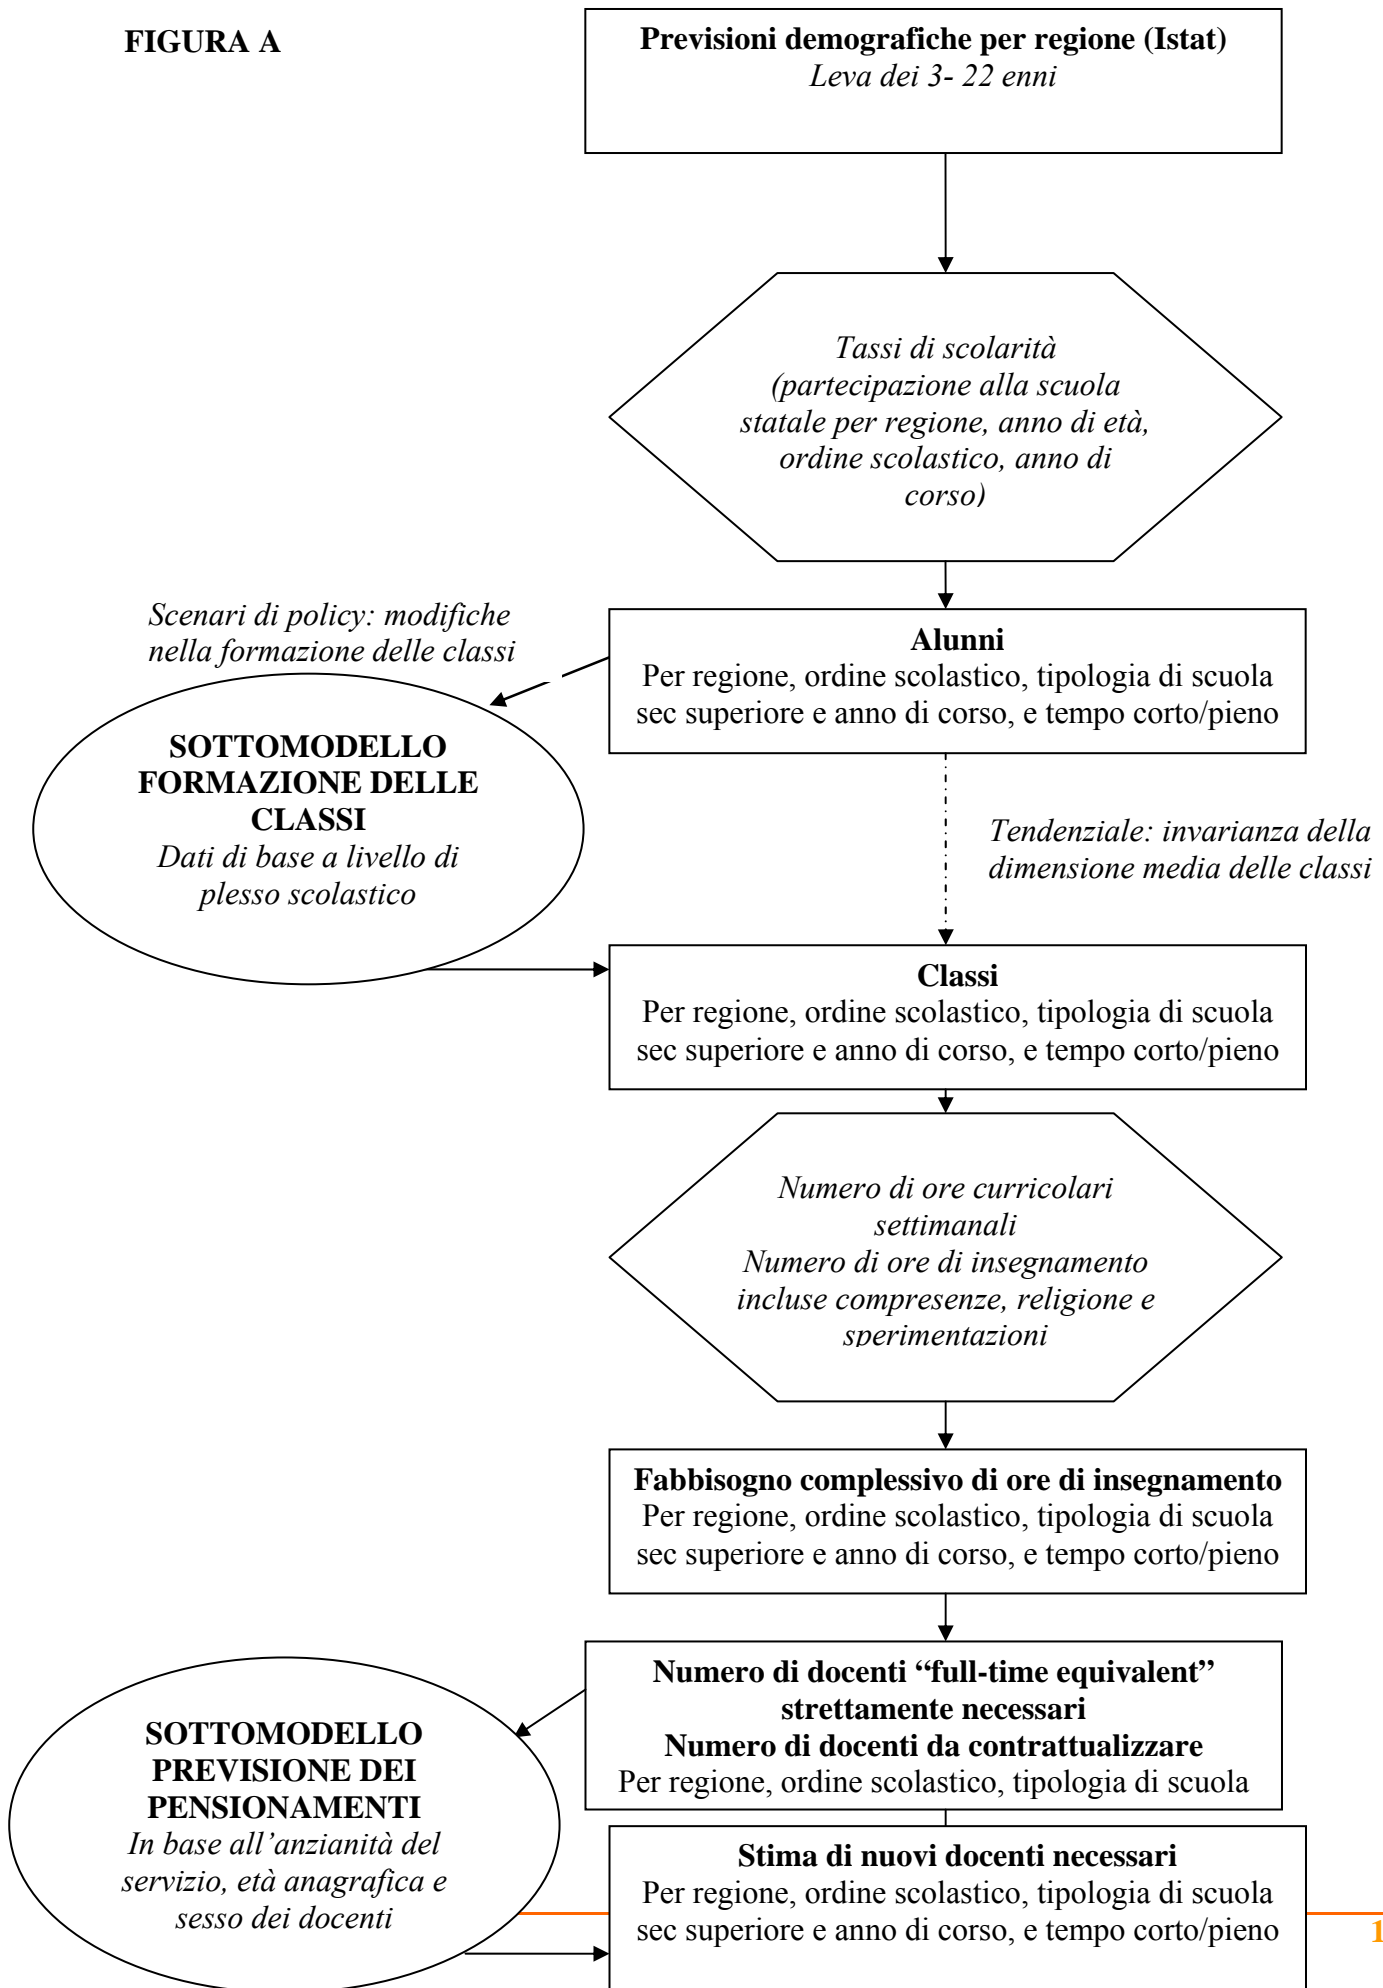 FIGURA A
Previsioni demografiche per regione (Istat)
Leva dei 3- 22 enni
Tassi di scolarità
(partecipazione alla scuola
statale per regione, anno di età,
ordine scolastico, anno di
corso)
Scenari di policy: modifiche
nella formazione delle classi
Alunni
Per regione, ordine scolastico, tipologia di scuola
sec superiore e anno di corso, e tempo corto/pieno
SOTTOMODELLO
FORMAZIONE DELLE
CLASSI
Dati di base a livello di
plesso scolastico
Tendenziale: invarianza della
dimensione media delle classi
Classi
Per regione, ordine scolastico, tipologia di scuola
sec superiore e anno di corso, e tempo corto/pieno
Numero di ore curricolari
settimanali
Numero di ore di insegnamento
incluse compresenze, religione e
sperimentazioni
Fabbisogno complessivo di ore di insegnamento
Per regione, ordine scolastico, tipologia di scuola
sec superiore e anno di corso, e tempo corto/pieno
Numero di docenti “full-time equivalent”
strettamente necessari
Numero di docenti da contrattualizzare
Per regione, ordine scolastico, tipologia di scuola
SOTTOMODELLO
PREVISIONE DEI
PENSIONAMENTI
In base all’anzianità del
servizio, età anagrafica e
sesso dei docenti
Stima di nuovi docenti necessari
Per regione, ordine scolastico, tipologia di scuola
sec superiore e anno di corso, e tempo corto/pieno
1